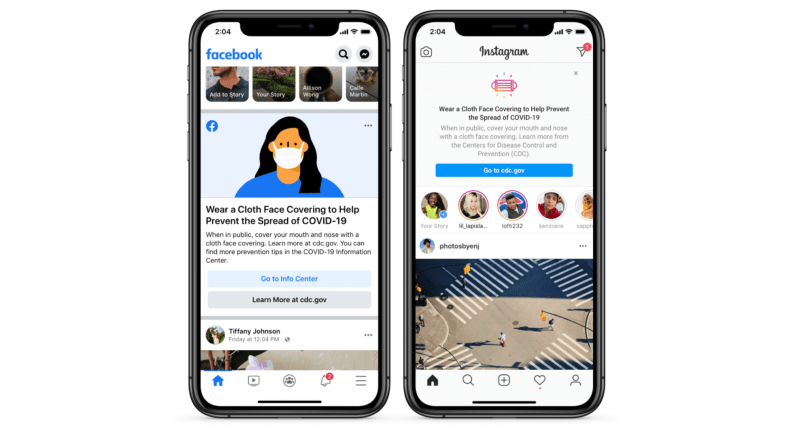 2:04
facebook
Add to Story
Your Story
Allison
Wong
Calle
Martin
Wear a Cloth Face Covering to Help
Prevent the Spread of COVID-19
When in public, cover your mouth and nose with a
cloth face covering. Learn more at cdc.gov. You can
find more prevention tips in the COVID-19 Information
Center.
Go to Info Center
Learn More at cdc.gov
Tiffany Johnson
Friday at 12:04 PM ·
2
2:04
Instagram
1
Wear a Cloth Face Covering to Help Prevent
the Spread of COVID-19
When in public, cover your mouth and nose
with a cloth face covering. Learn more from
the Centers for Disease Control and
Prevention (CDC).
Go to cdc.gov
Your Story
lil_lapisla...
lofti232
kenzoere
sapph
photosbyenj